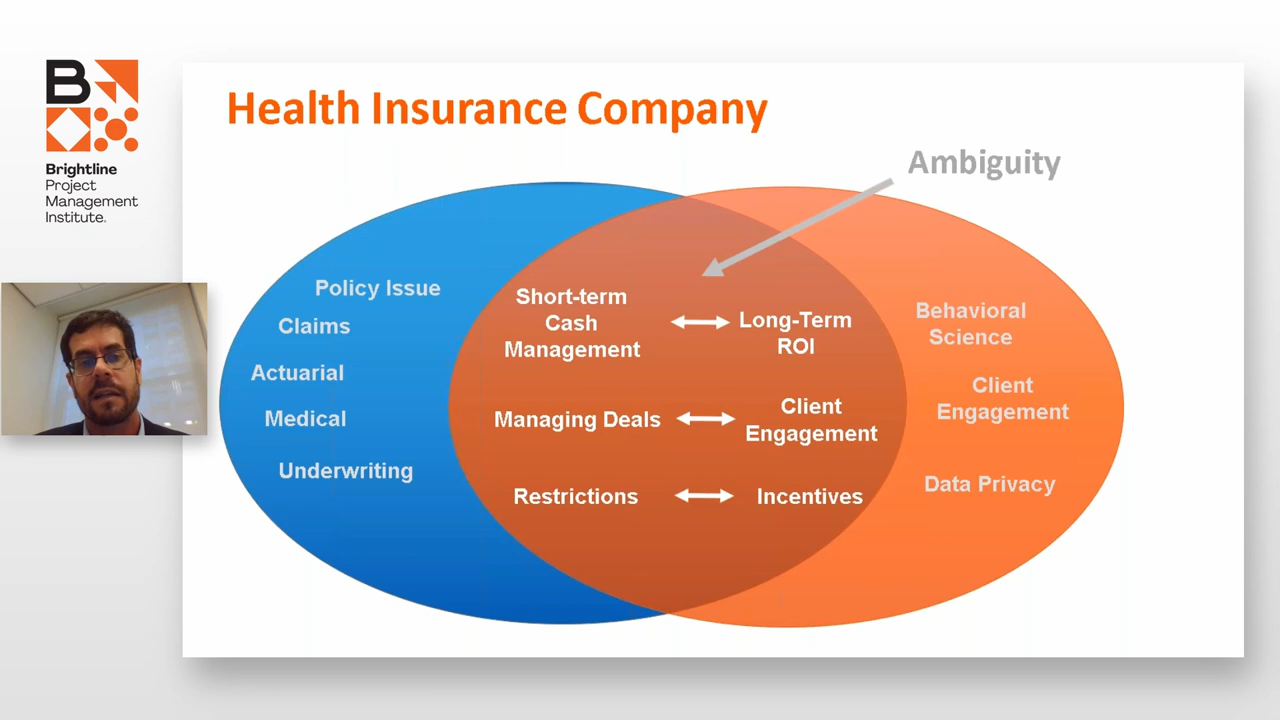 Brightline
Project
Management
Institute.
Health Insurance Company
Ambiguity
Policy Issue
Claims
Actuarial
Medical
Underwriting
Short-term
Cash
Management
Long-Term
ROI
Managing Deals
Client
Engagement
Restrictions
Incentives
Behavioral
Science
Client
Engagement
Data Privacy